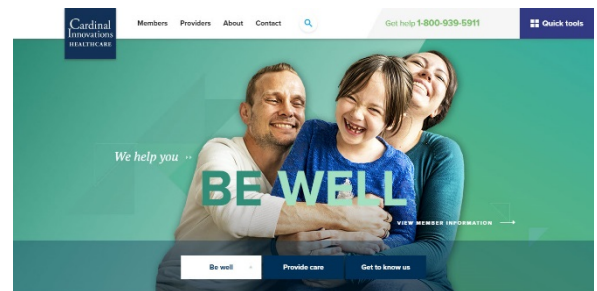 Cardinal
Innovations
HEALTHCARE
Members Providers About Contact
Get help 1-800-939-5911
Quick tools
We help you
BE WELL
VIEW MEMBER INFORMATION
Be well Provide care Get to know us